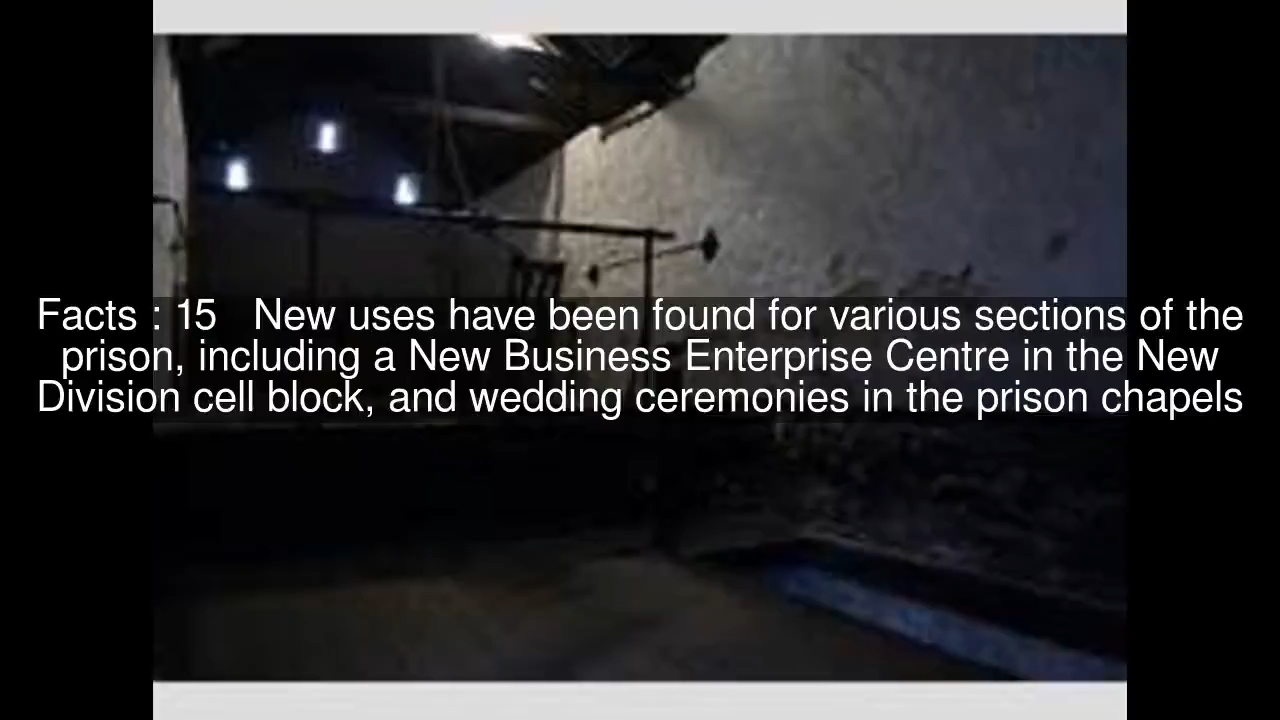 Facts : 15 New uses have been found for various sections of the
prison, including a New Business Enterprise Centre in the New
Division cell block, and wedding ceremonies in the prison chapels